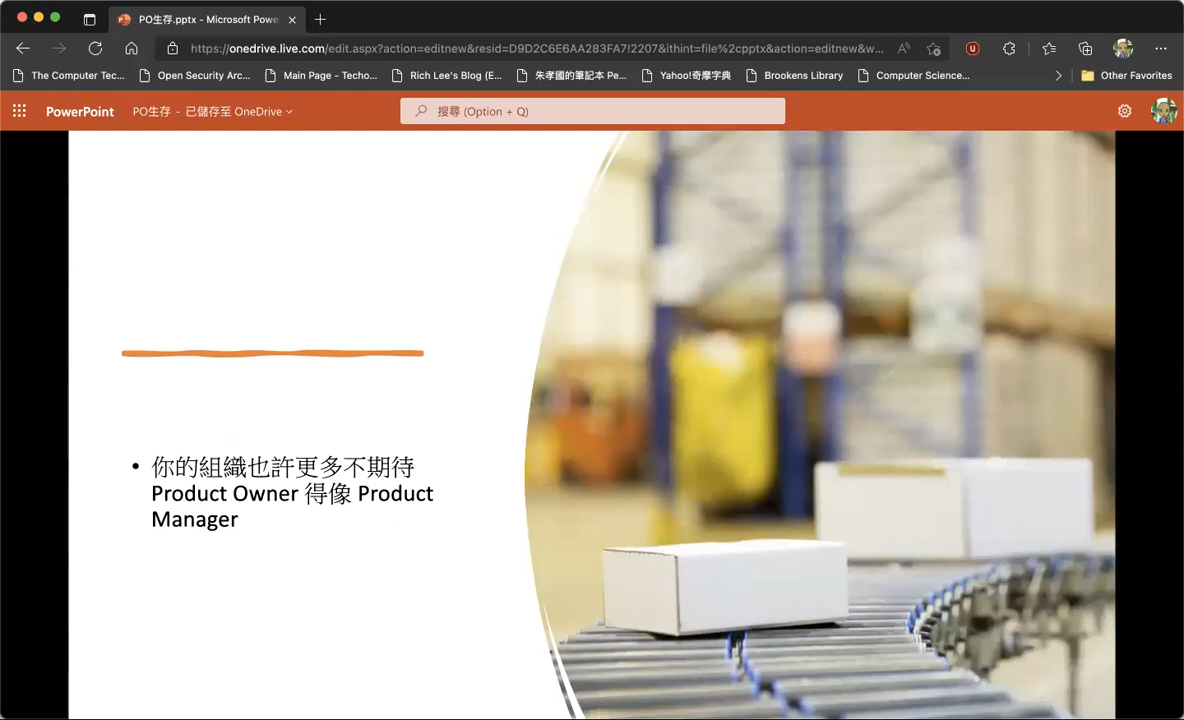 PO生存.pptx - Microsoft Powe
https://onedrive.live.com/edit.aspx?action=editnew&resid=D9D2C6E6AA283FA7!2207&ithint=file%2cpptx&action=editnew&w...
The Computer Tec...
Open Security Arc...
Main Page - Techo...
Rich Lee's Blog (E...
朱孝國的筆記本 Pe...
Yahoo!奇摩字典
Brookens Library
Computer Science...
Other Favorites
PowerPoint
PO生存 - 已儲存至 OneDrive
搜尋 (Option + Q)
• 你的組織也許更多不期待
Product Owner 得像 Product
Manager